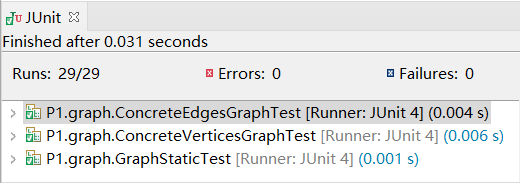 JUnit
Finished after 0.031 seconds
Runs: 29/29 Errors: 0 Failures: 0
P1.graph.ConcreteEdgesGraphTest [Runner: JUnit 4] (0.004 s)
P1.graph.ConcreteVerticesGraphTest [Runner: JUnit 4] (0.006 s)
P1.graph.GraphStaticTest [Runner: JUnit 4] (0.001 s)